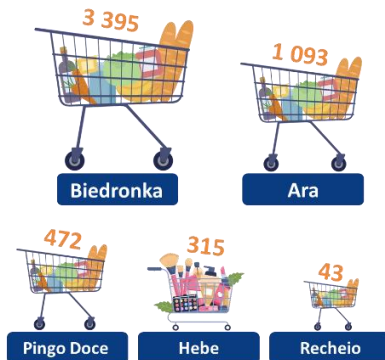 3 395
1 093
Biedronka
Ara
472
315
43
Pingo Doce
Hebe
Recheio